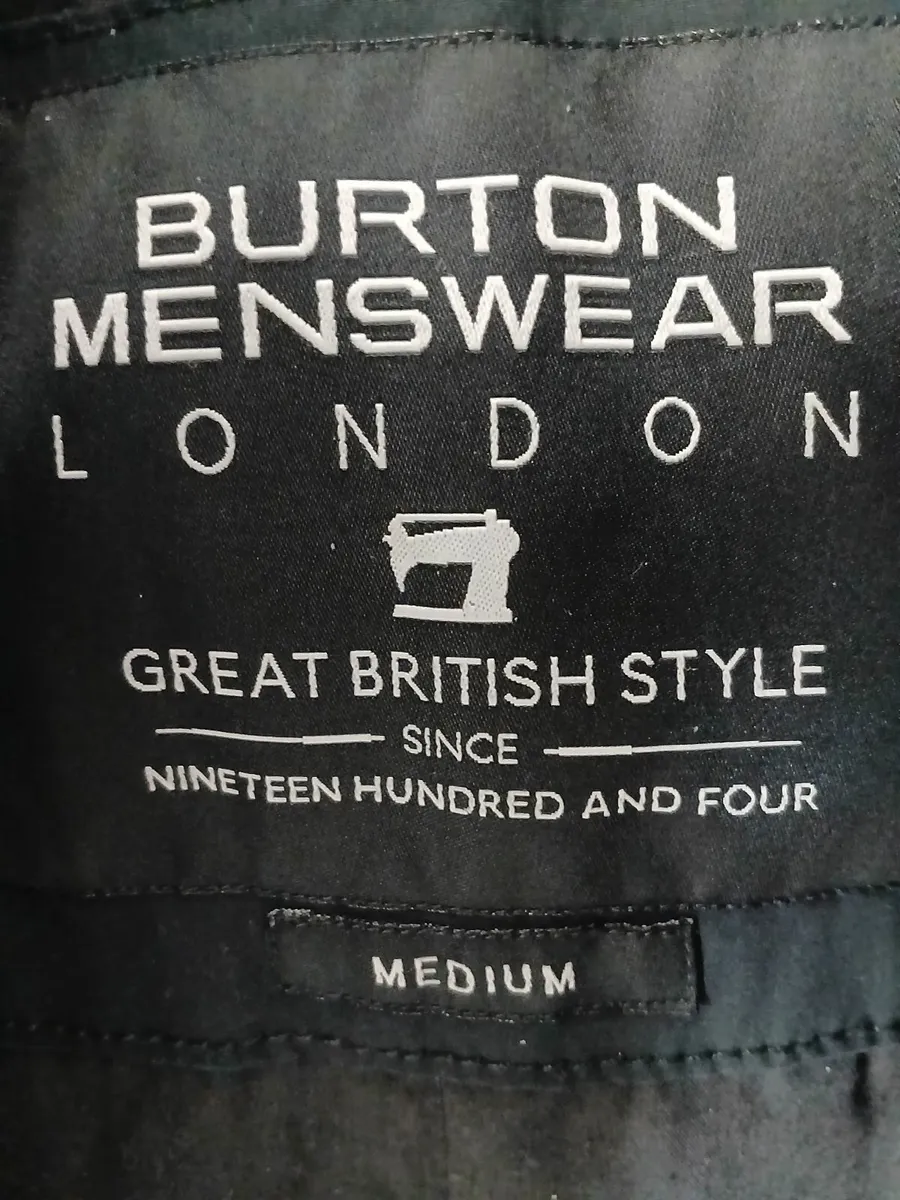 BURTON
MENSWEAR
LONDON
GREAT BRITISH STYLE
SINCE
NINETEEN HUNDRED AND FOUR
MEDIUM